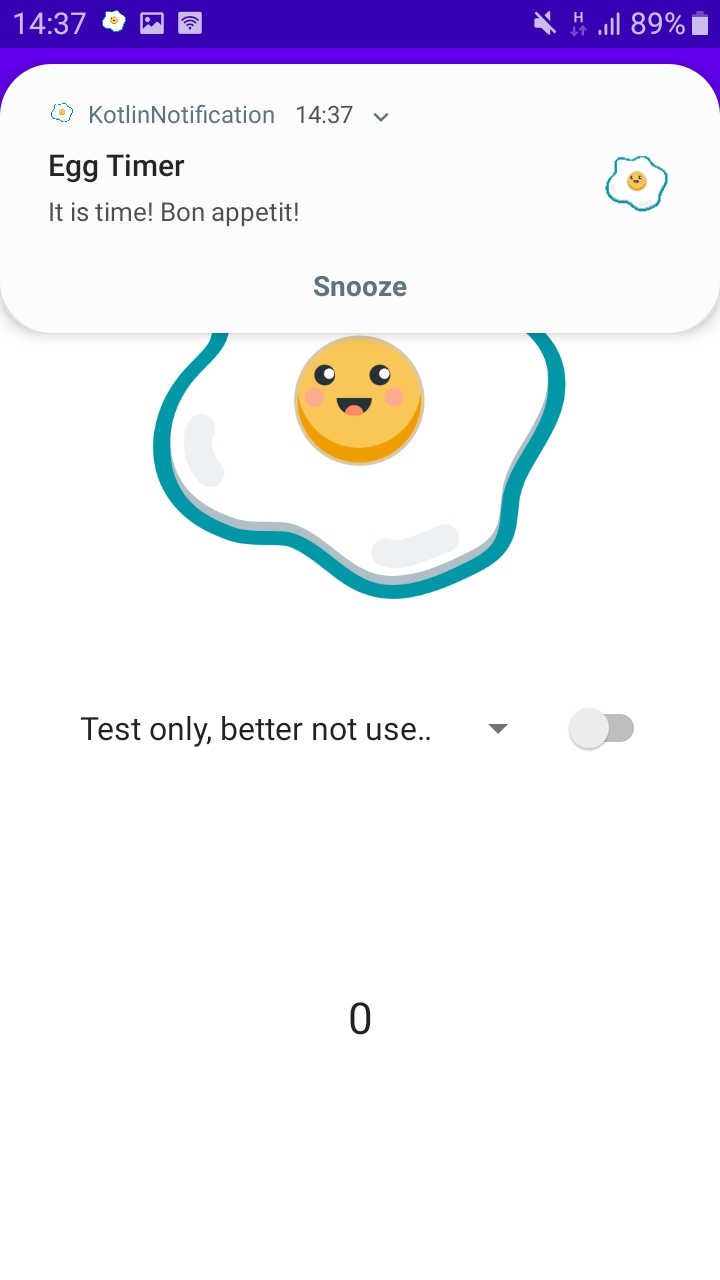 14:37 H 89%
KotlinNotification 14:37
Egg Timer
It is time! Bon appetit!
Snooze
Test only, better not use..
0